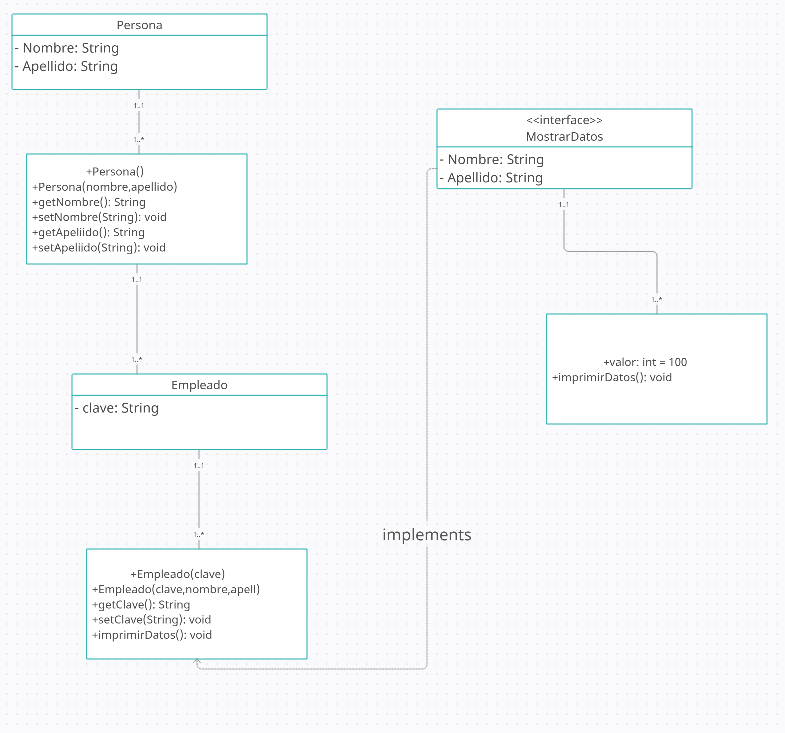 Persona
- Nombre: String
- Apellido: String
1..1
1..*
+Persona()
+Persona(nombre,apellido)
+getNombre(): String
+setNombre(String): void
+getApeliido(): String
+setApeliido(String): void
1..1
1..*
Empleado
- clave: String
1..1
1..*
+Empleado(clave)
+Empleado(clave,nombre,apell)
+getClave(): String
+setClave(String): void
+imprimirDatos(): void
<<interface>>
MostrarDatos
- Nombre: String
- Apellido: String
1..1
1..*
+valor: int = 100
+imprimirDatos(): void
implements